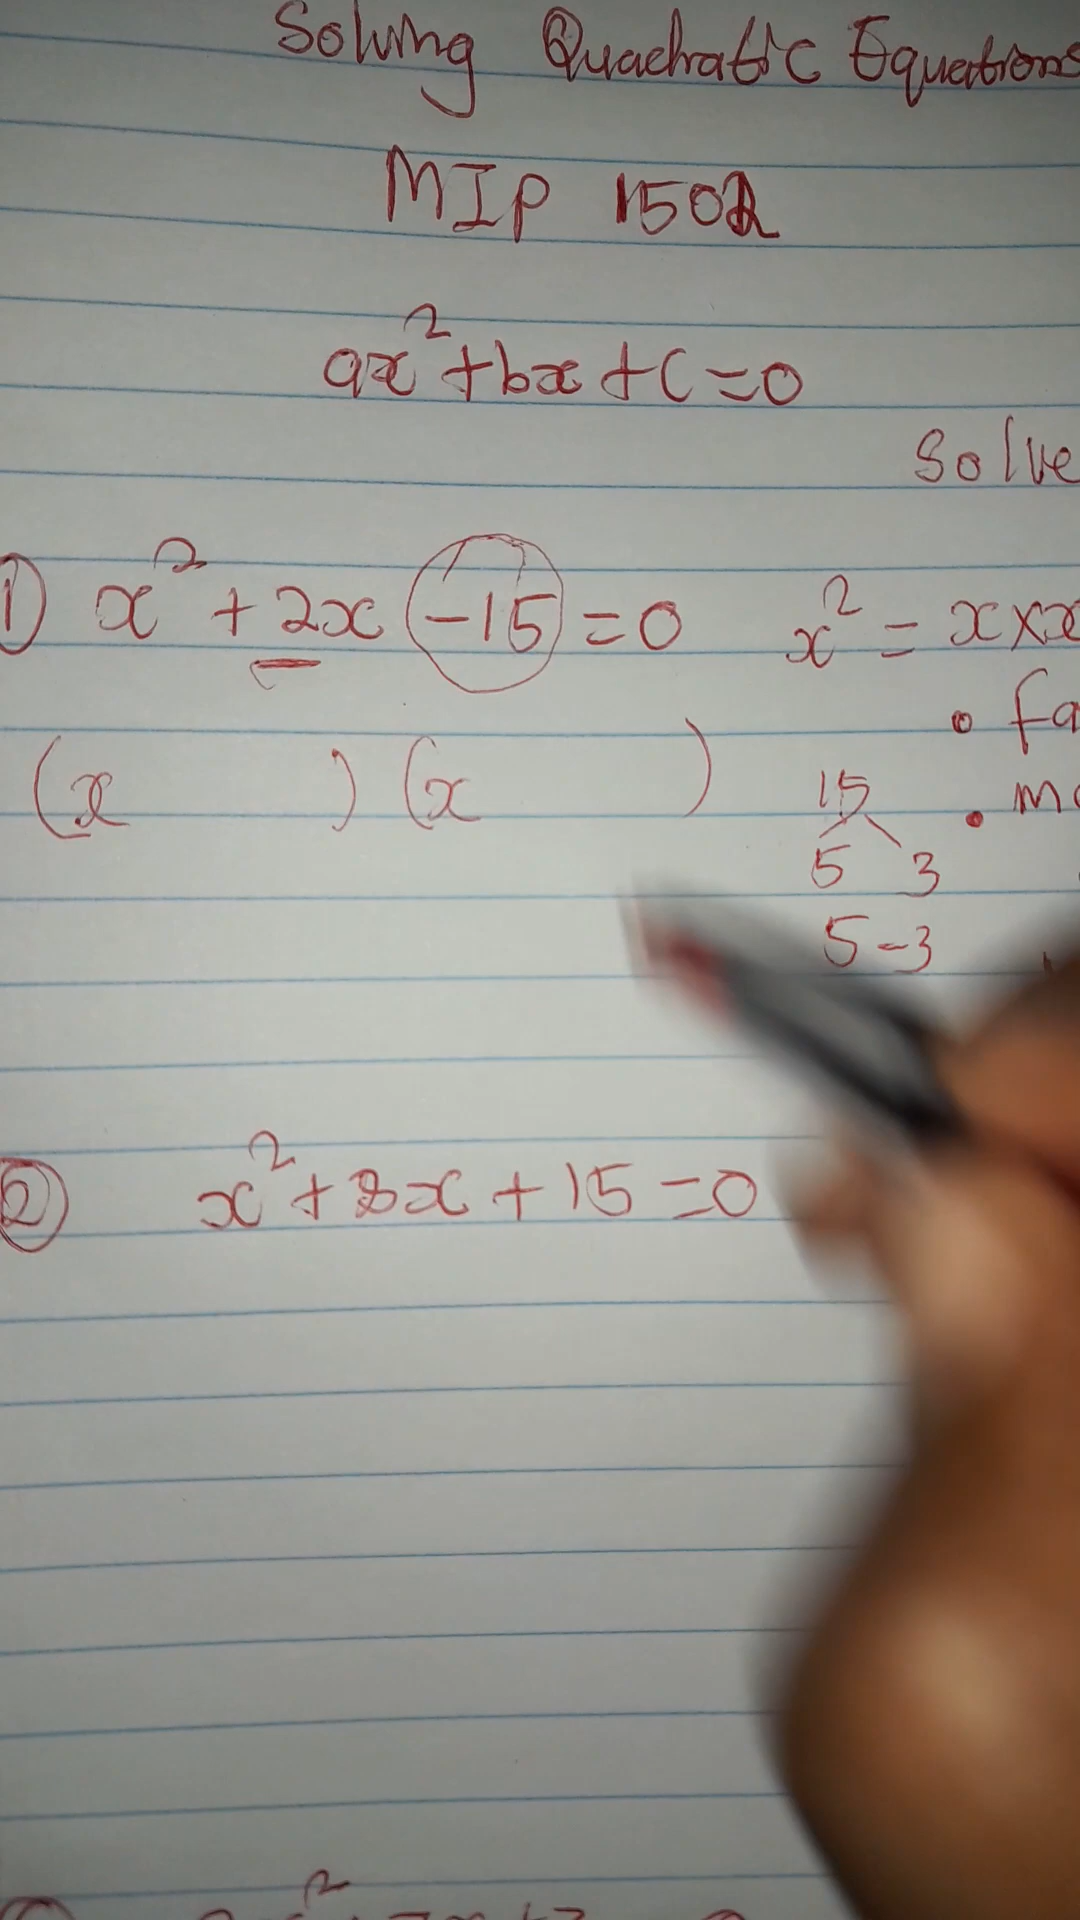 Solving Quadratic Equations
MIP 1502
ax² + bx + c = 0
Solve
① x² + 2x - 15 = 0 x² = x × x
(x ) (x )
15
5 3
5 - 3
② x² + 8x + 15 = 0